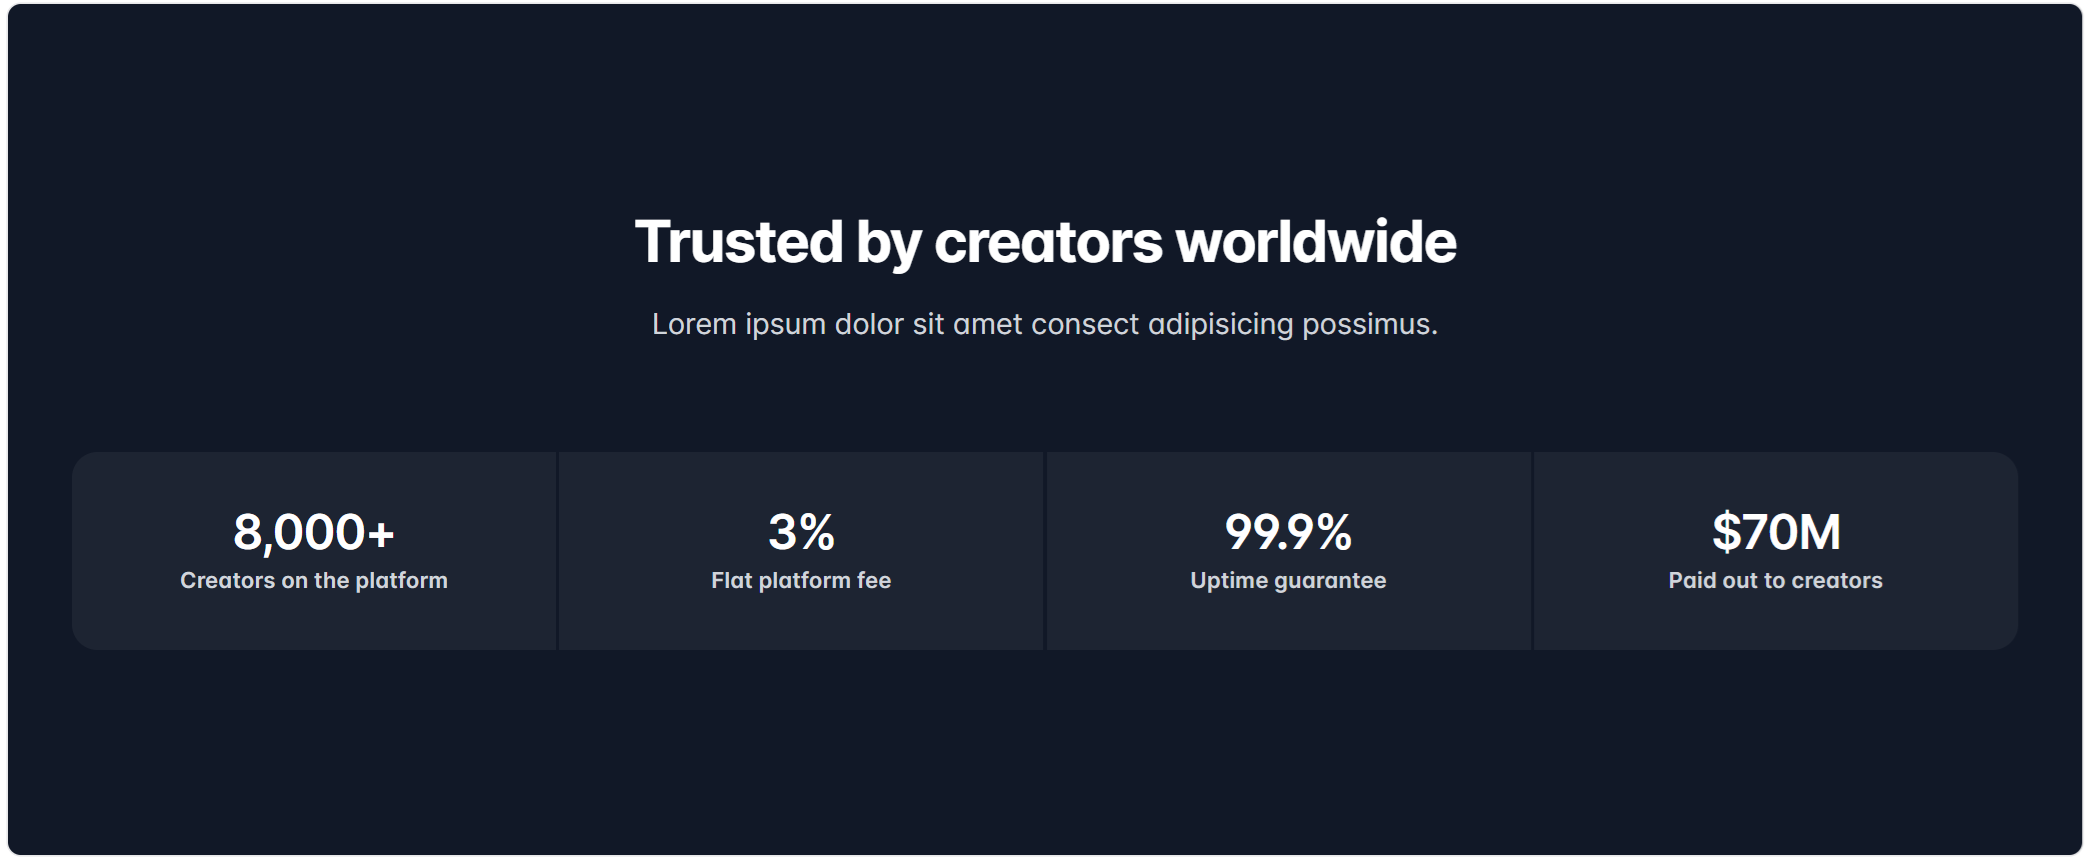 Trusted by creators worldwide
Lorem ipsum dolor sit amet consect adipisicing possimus.
8,000+
Creators on the platform
3%
Flat platform fee
99.9%
Uptime guarantee
$70M
Paid out to creators